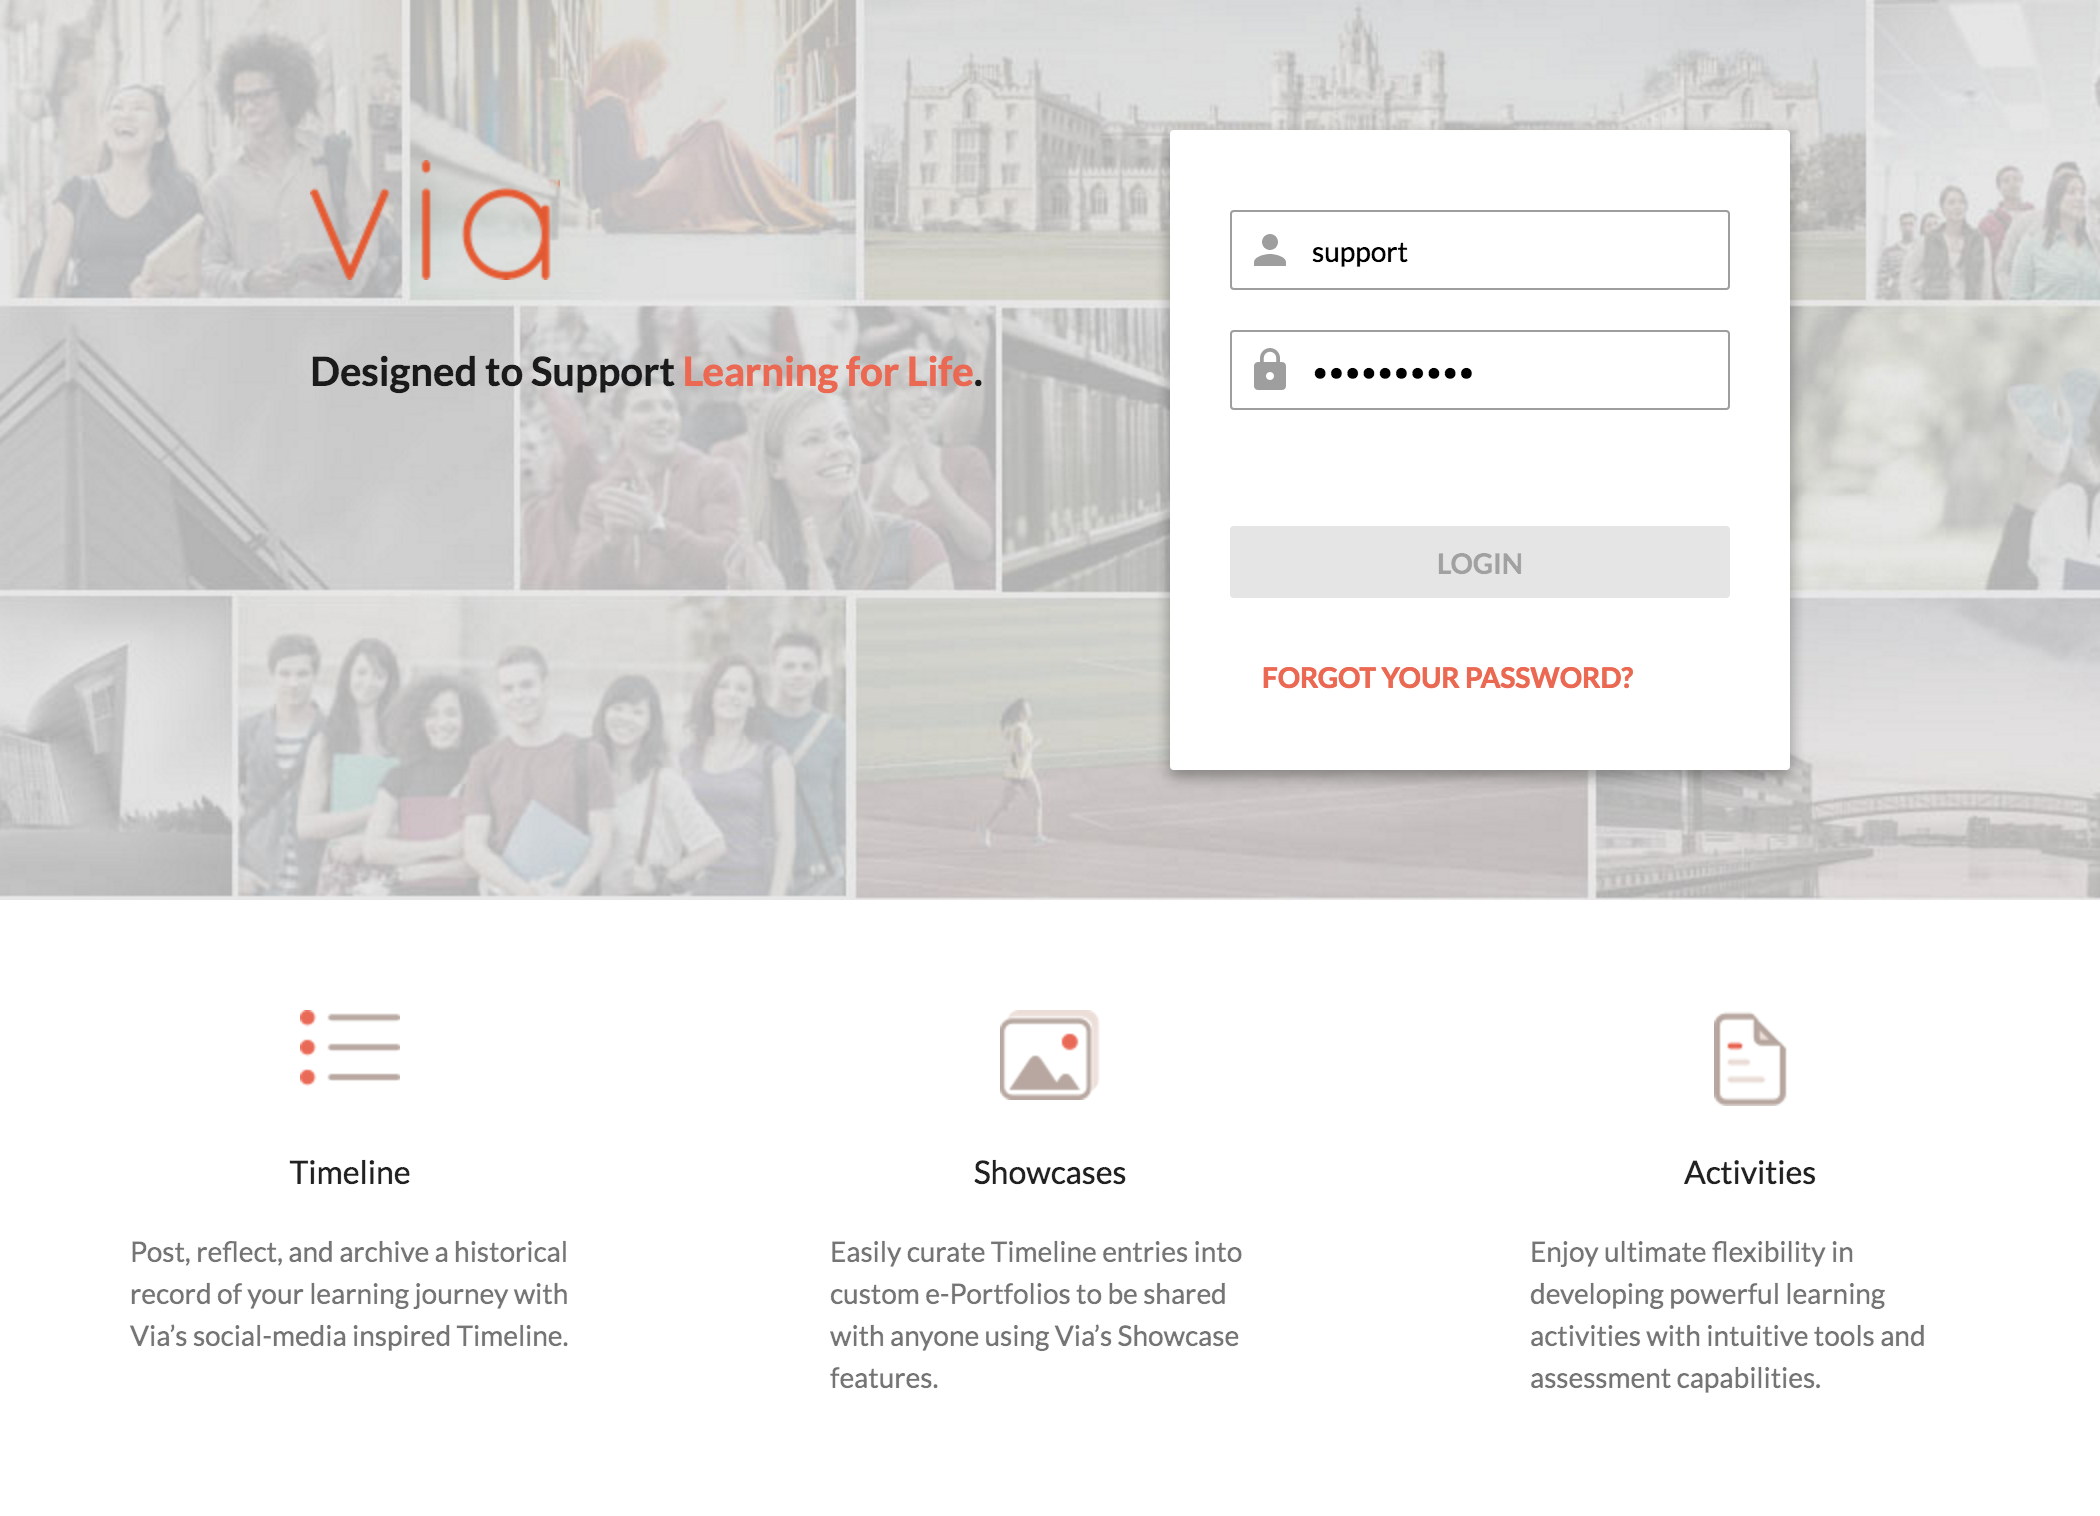 via
Designed to Support Learning for Life.
support
••••••••••
LOGIN
FORGOT YOUR PASSWORD?
Timeline
Post, reflect, and archive a historical
record of your learning journey with
Via’s social-media inspired Timeline.
Showcases
Easily curate Timeline entries into
custom e-Portfolios to be shared
with anyone using Via’s Showcase
features.
Activities
Enjoy ultimate flexibility in
developing powerful learning
activities with intuitive tools and
assessment capabilities.